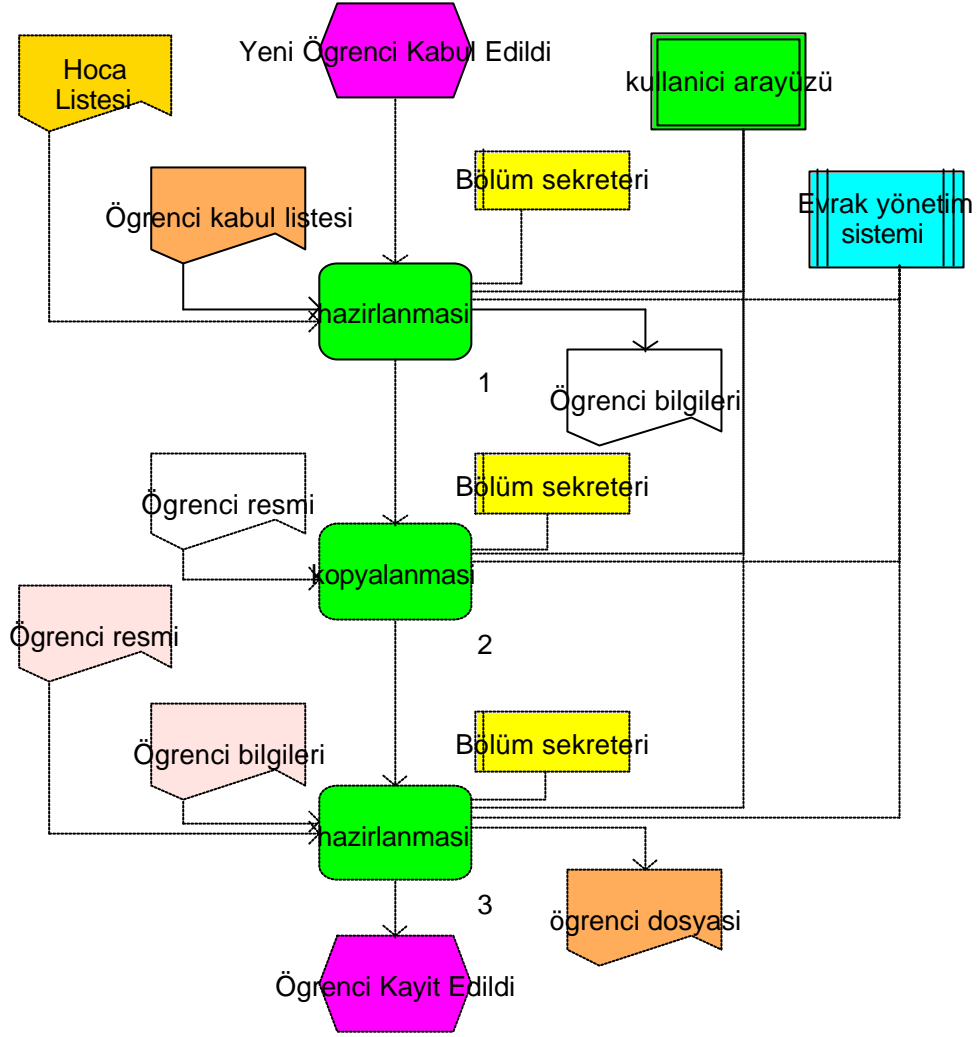 Yeni Ögrenci Kabul Edildi
Hoca
Listesi
kullanici arayüzü
Bölüm sekreteri
Evrak yönetim
sistemi
Ögrenci kabul listesi
hazirlanmasi
1
Ögrenci bilgileri
Bölüm sekreteri
Ögrenci resmi
kopyalanmasi
2
Ögrenci resmi
Bölüm sekreteri
Ögrenci bilgileri
hazirlanmasi
3
ögrenci dosyasi
Ögrenci Kayit Edildi